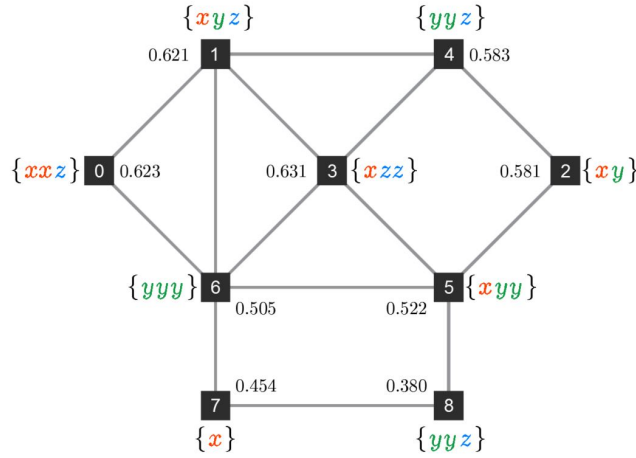 {xyz} {yyz}
0.621 1 4 0.583
{xxz} 0 0.623 0.631 3 {xzz} 0.581 2 {xy}
{yyy} 6 5 {xyy}
0.505 0.522
0.454 0.380
7 8
{x} {yyz}